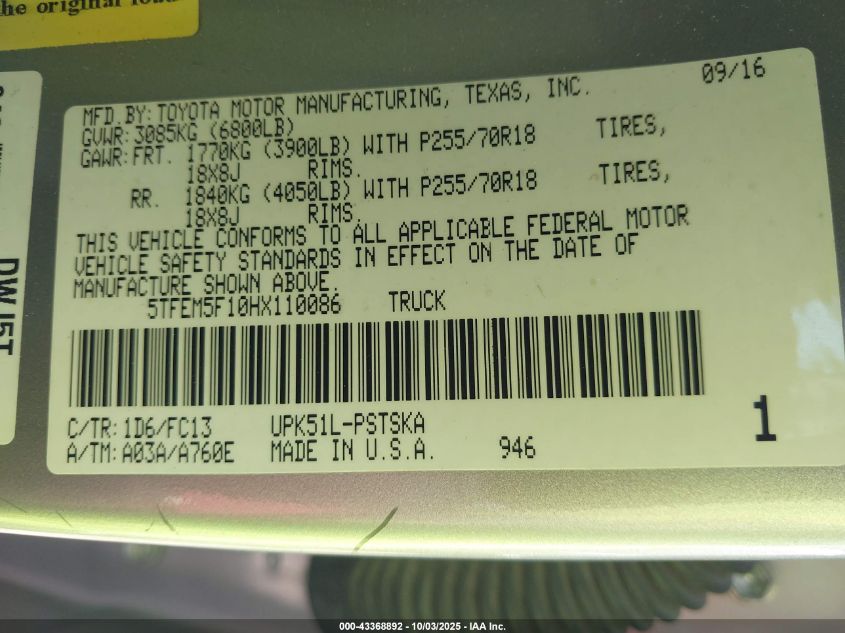 the original load
09/16
MFD.BY:TOYOTA MOTOR MANUFACTURING, TEXAS, INC.
GVWR:3085KG (6800LB)
GAWR:FRT. 1770KG (3900LB) WITH P255/70R18 TIRES,
18X8J RIMS.
RR. 1840KG (4050LB) WITH P255/70R18 TIRES,
18X8J RIMS.
THIS VEHICLE CONFORMS TO ALL APPLICABLE FEDERAL MOTOR
VEHICLE SAFETY STANDARDS IN EFFECT ON THE DATE OF
MANUFACTURE SHOWN ABOVE.
5TFEM5F10HX110086 TRUCK
C/TR:1D6/FC13 UPK51L-PSTSKA
A/TM:A03A/A760E MADE IN U.S.A. 946
1
DWJ5T
000-43368892 - 10/03/2025 - IAA Inc.